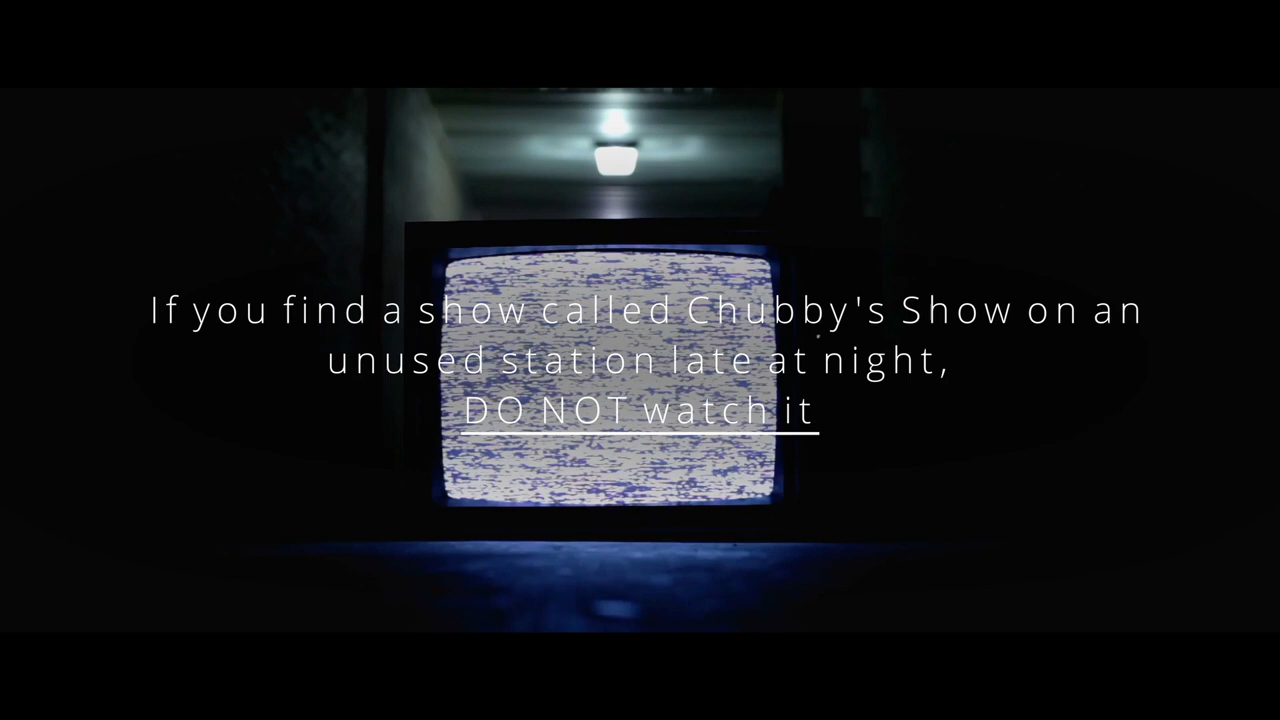 If you find a show called Chubby's Show on an
unused station late at night,
DO NOT watch it